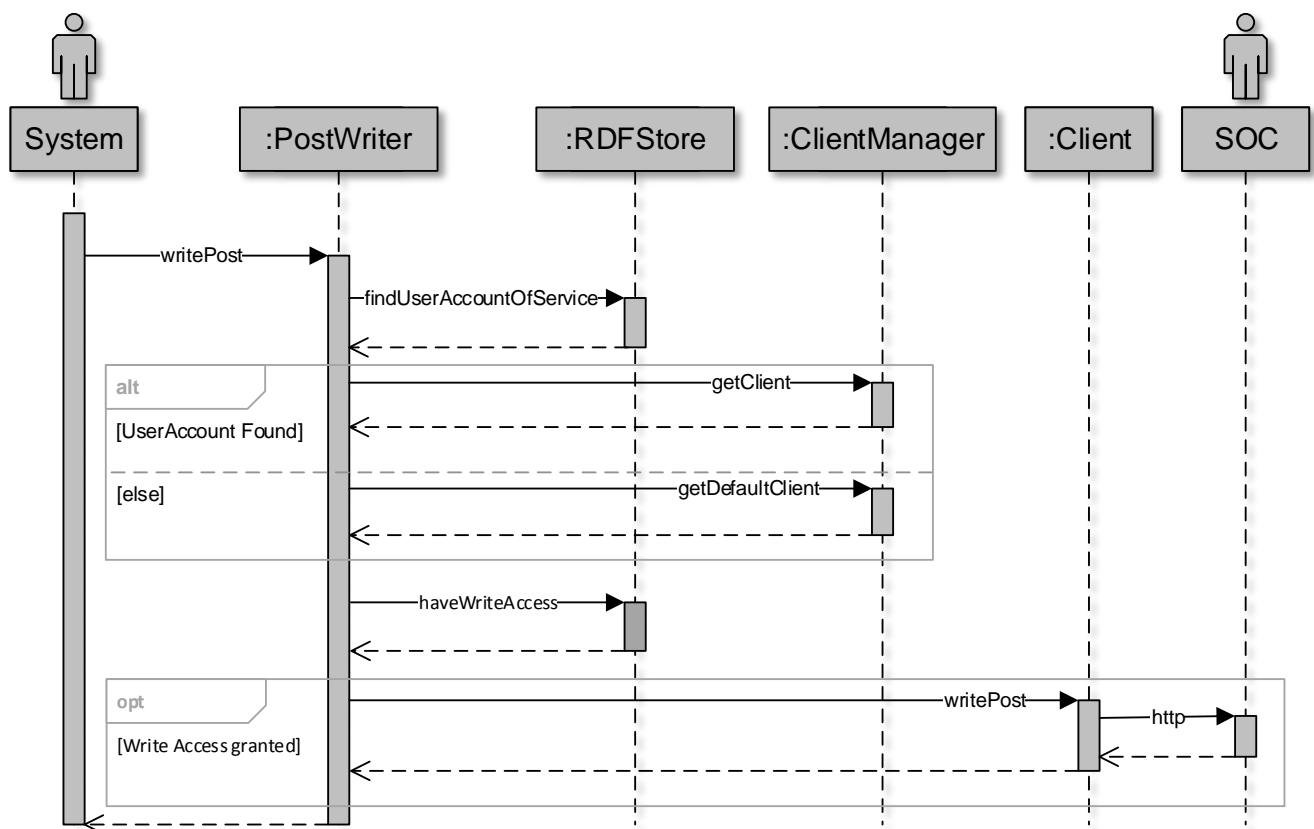 System
:PostWriter
:RDFStore
:ClientManager
:Client
SOC
writePost
findUserAccountOfService
alt
getClient
[UserAccount Found]
getDefaultClient
[else]
haveWriteAccess
opt
writePost
http
[Write Access granted]